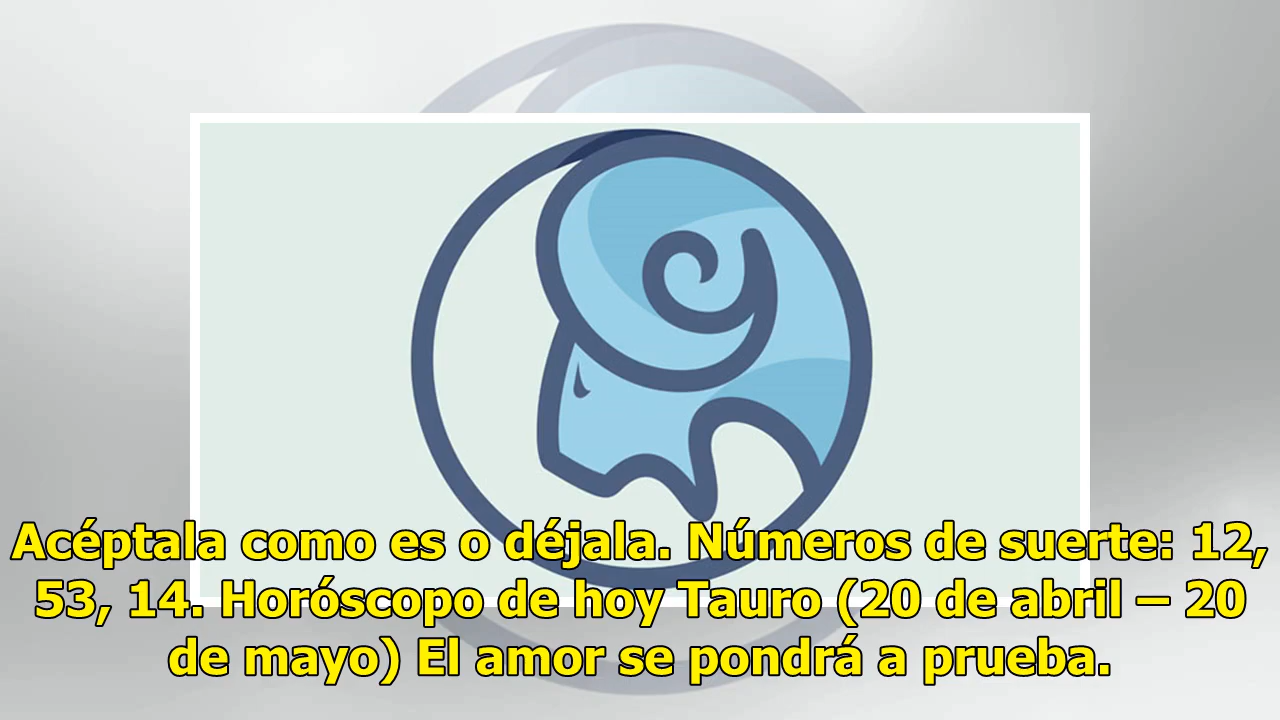 Acéptala como es o déjala. Números de suerte: 12,
53, 14. Horóscopo de hoy Tauro (20 de abril – 20
de mayo) El amor se pondrá a prueba.